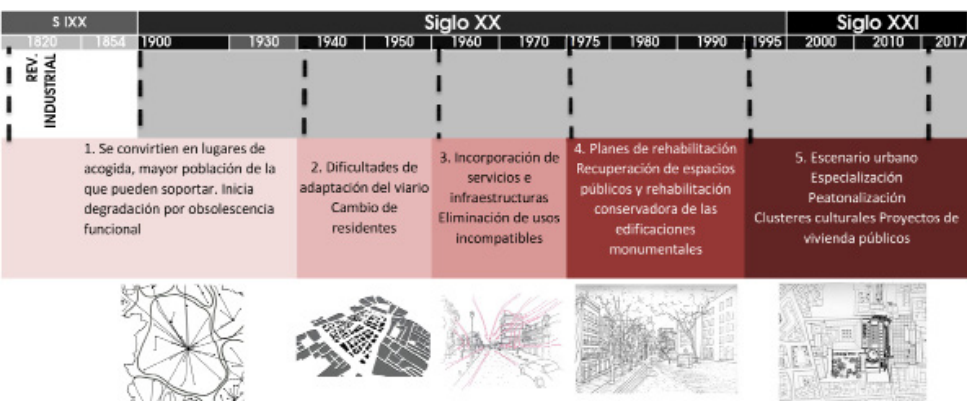 S IXX
Siglo XX
Siglo XXI
1820 1854 1900 1930 1940 1950 1960 1970 1975 1980 1990 1995 2000 2010 2017
REV.
INDUSTRIAL
1. Se convirtien en lugares de
acogida, mayor población de la
que pueden soportar. Inicia
degradación por obsolescencia
funcional
2. Dificultades de
adaptación del viario
Cambio de
residentes
3. Incorporación de
servicios e
infraestructuras
Eliminación de usos
incompatibles
4. Planes de rehabilitación
Recuperación de espacios
públicos y rehabilitación
conservadora de las
edificaciones
monumentales
5. Escenario urbano
Especialización
Peatonalización
Clusteres culturales Proyectos de
vivienda públicos